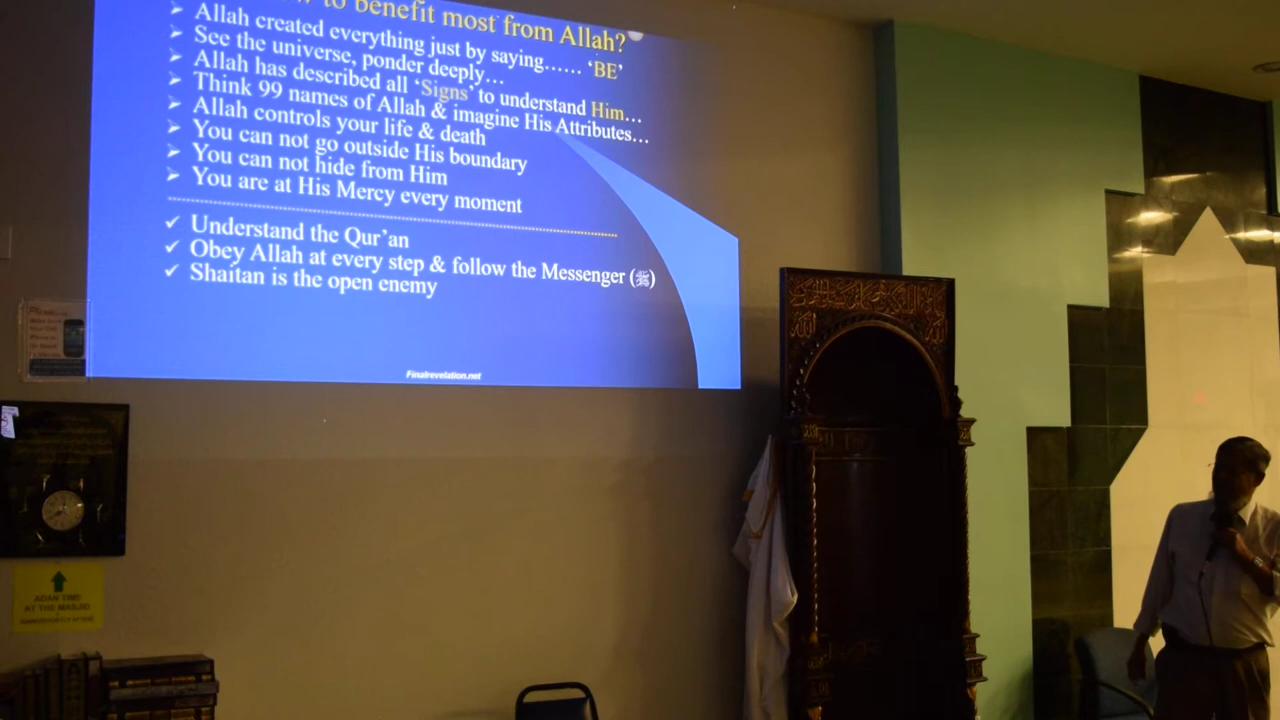 to benefit most from Allah?
➢ Allah created everything just by saying…… ‘BE’
➢ See the universe, ponder deeply…
➢ Allah has described all ‘Signs’ to understand Him…
➢ Think 99 names of Allah & imagine His Attributes…
➢ Allah controls your life & death
➢ You can not go outside His boundary
➢ You can not hide from Him
➢ You are at His Mercy every moment
✓ Understand the Qur’an
✓ Obey Allah at every step & follow the Messenger (ﷺ)
✓ Shaitan is the open enemy
Finalrevelation.net
ADAN TIME
AT THE MASJID